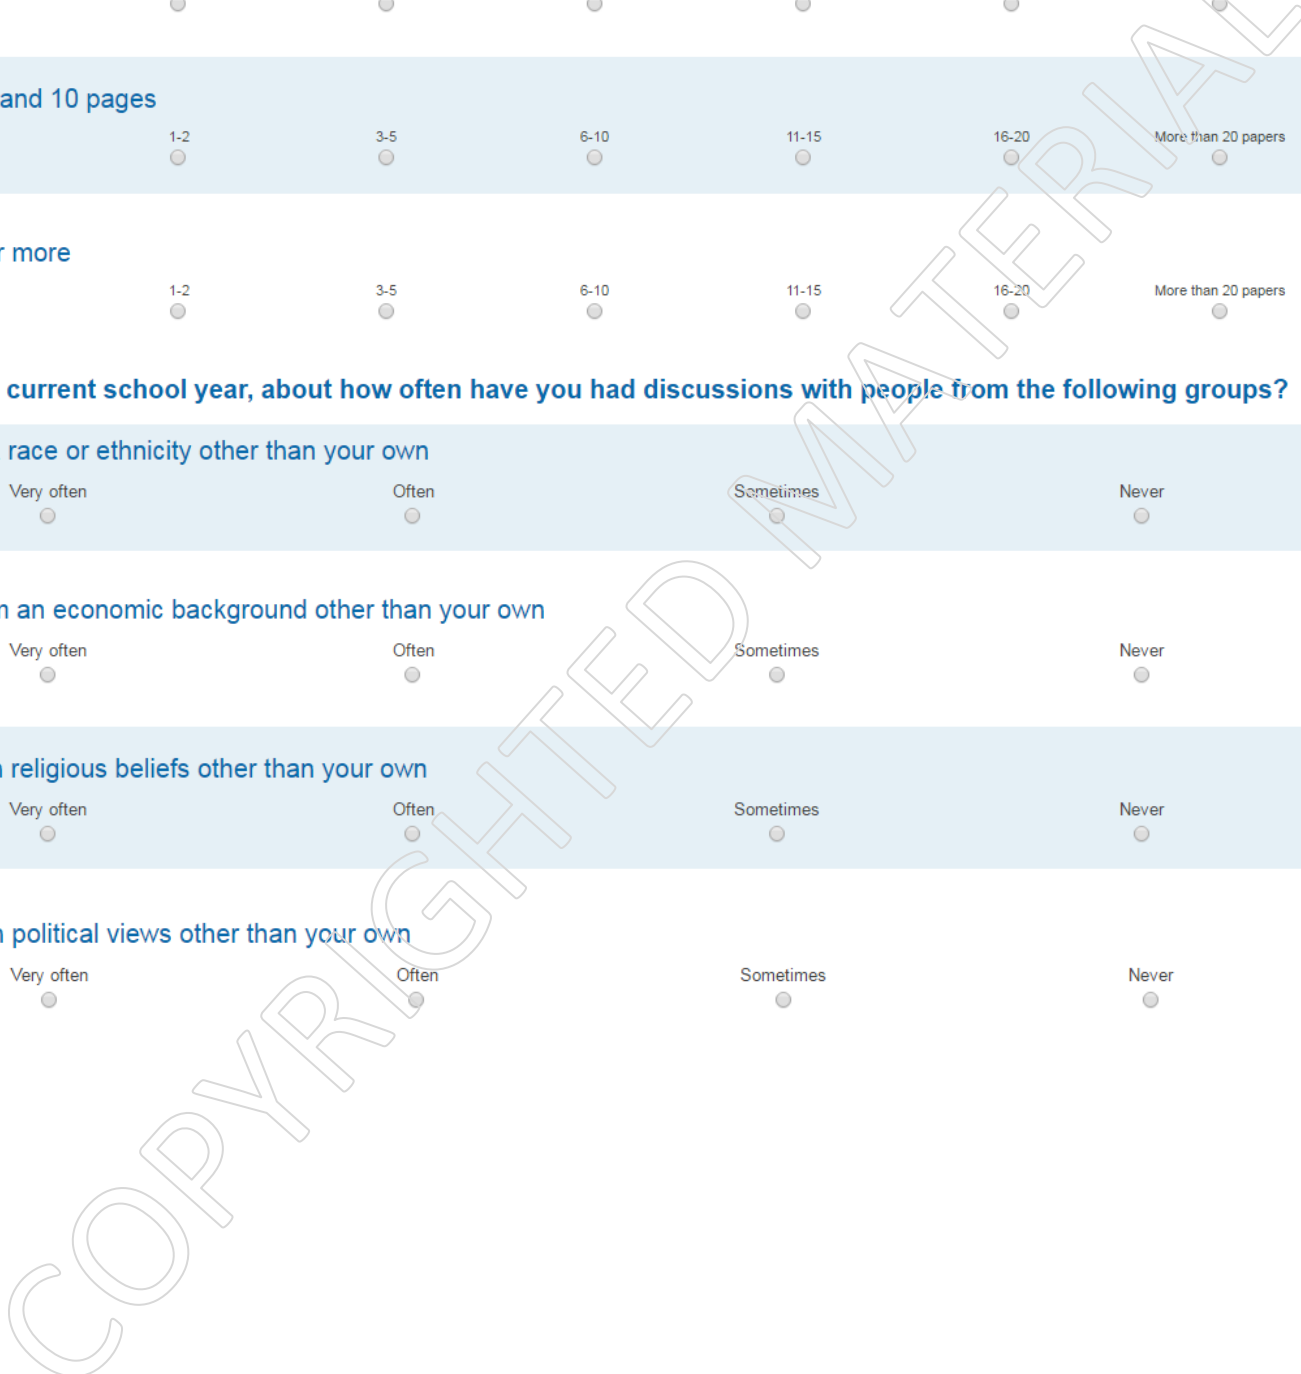 and 10 pages
1-2 3-5 6-10 11-15 16-20 More than 20 papers
more
1-2 3-5 6-10 11-15 16-20 More than 20 papers
current school year, about how often have you had discussions with people from the following groups?
race or ethnicity other than your own
Very often Often Sometimes Never
an economic background other than your own
Very often Often Sometimes Never
religious beliefs other than your own
Very often Often Sometimes Never
political views other than your own
Very often Often Sometimes Never
COPYRIGHTED MATERIAL